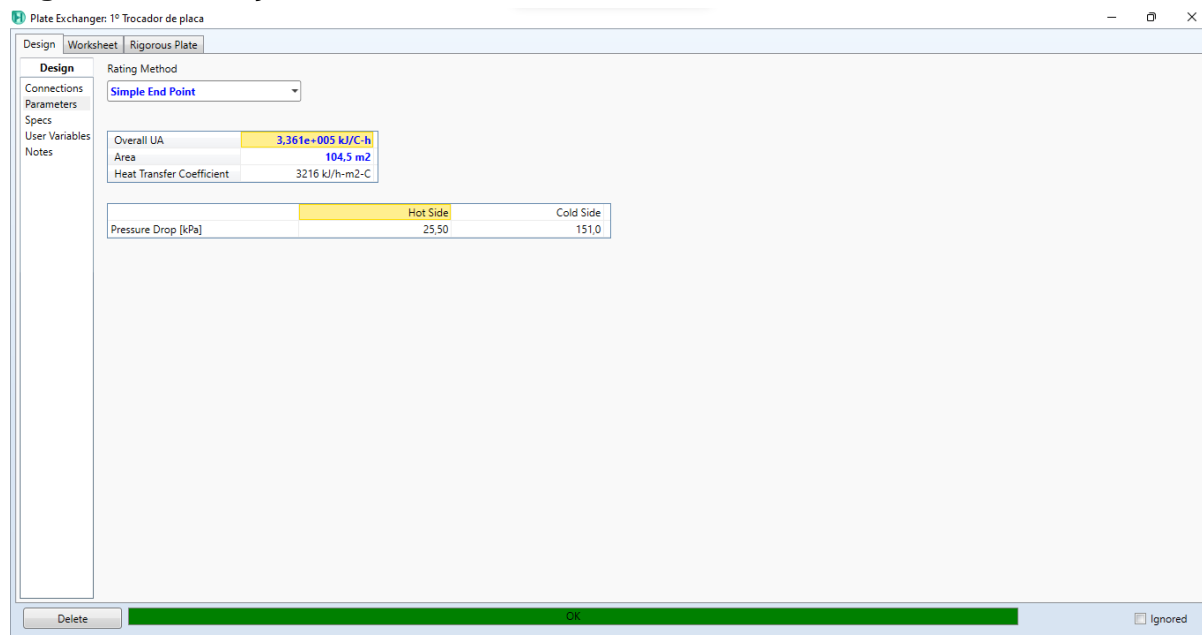 Plate Exchanger: 1º Trocador de placa
Design Worksheet Rigorous Plate
Design
Connections
Parameters
Specs
User Variables
Notes
Rating Method
Simple End Point
Overall UA 3,361e+005 kJ/C-h
Area 104,5 m2
Heat Transfer Coefficient 3216 kJ/h-m2-C
Hot Side Cold Side
Pressure Drop [kPa] 25,50 151,0
Delete OK Ignored